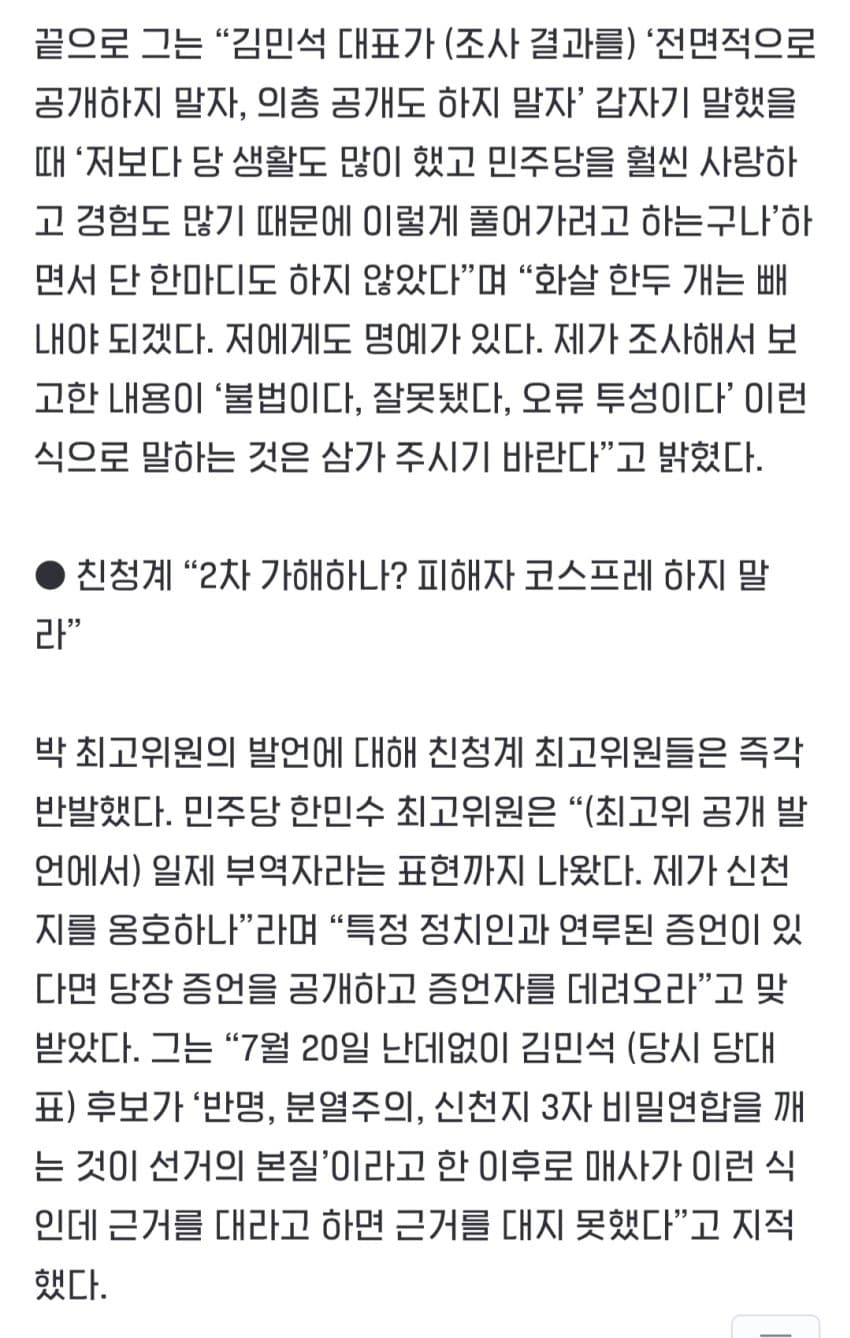 끝으로 그는 “김민석 대표가 (조사 결과를) ‘전면적으로
공개하지 말자, 의총 공개도 하지 말자’ 갑자기 말했을
때 ‘저보다 당 생활도 많이 했고 민주당을 훨씬 사랑하
고 경험도 많기 때문에 이렇게 풀어가려고 하는구나’하
면서 단 한마디도 하지 않았다”며 “화살 한두 개는 빼
내야 되겠다. 저에게도 명예가 있다. 제가 조사해서 보
고한 내용이 ‘불법이다, 잘못됐다, 오류 투성이다’ 이런
식으로 말하는 것은 삼가 주시기 바란다”고 밝혔다.
● 친청계 “2차 가해하나? 피해자 코스프레 하지 말
라”
박 최고위원의 발언에 대해 친청계 최고위원들은 즉각
반발했다. 민주당 한민수 최고위원은 “(최고위 공개 발
언에서) 일제 부역자라는 표현까지 나왔다. 제가 신천
지를 옹호하나”라며 “특정 정치인과 연루된 증언이 있
다면 당장 증언을 공개하고 증언자를 데려오라”고 맞
받았다. 그는 “7월 20일 난데없이 김민석 (당시 당대
표) 후보가 ‘반명, 분열주의, 신천지 3자 비밀연합을 깨
는 것이 선거의 본질’이라고 한 이후로 매사가 이런 식
인데 근거를 대라고 하면 근거를 대지 못했다”고 지적
했다.